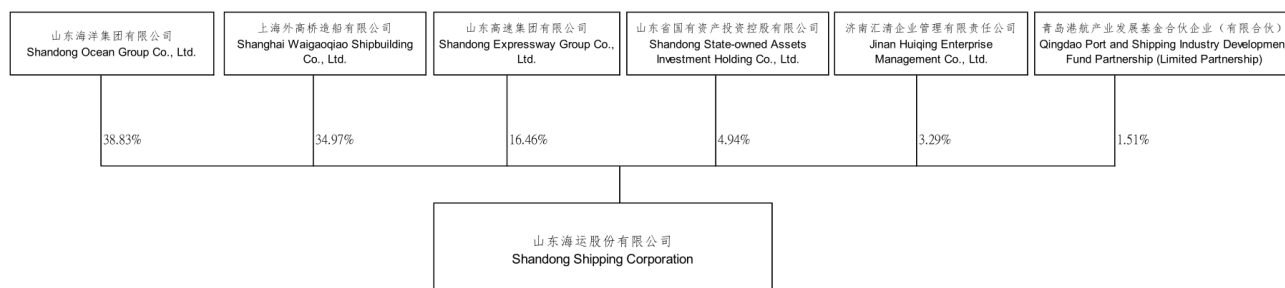 山东海洋集团有限公司
Shandong Ocean Group Co., Ltd.
上海外高桥造船有限公司
Shanghai Waigaoqiao Shipbuilding
Co., Ltd.
山东高速集团有限公司
Shandong Expressway Group Co.,
Ltd.
山东省国有资产投资控股有限公司
Shandong State-owned Assets
Investment Holding Co., Ltd.
济南汇清企业管理有限责任公司
Jinan Huiqing Enterprise
Management Co., Ltd.
青岛港航产业发展基金合伙企业（有限合伙）
Qingdao Port and Shipping Industry Developmen
Fund Partnership (Limited Partnership)
38.83%
34.97%
16.46%
4.94%
3.29%
1.51%
山东海运股份有限公司
Shandong Shipping Corporation